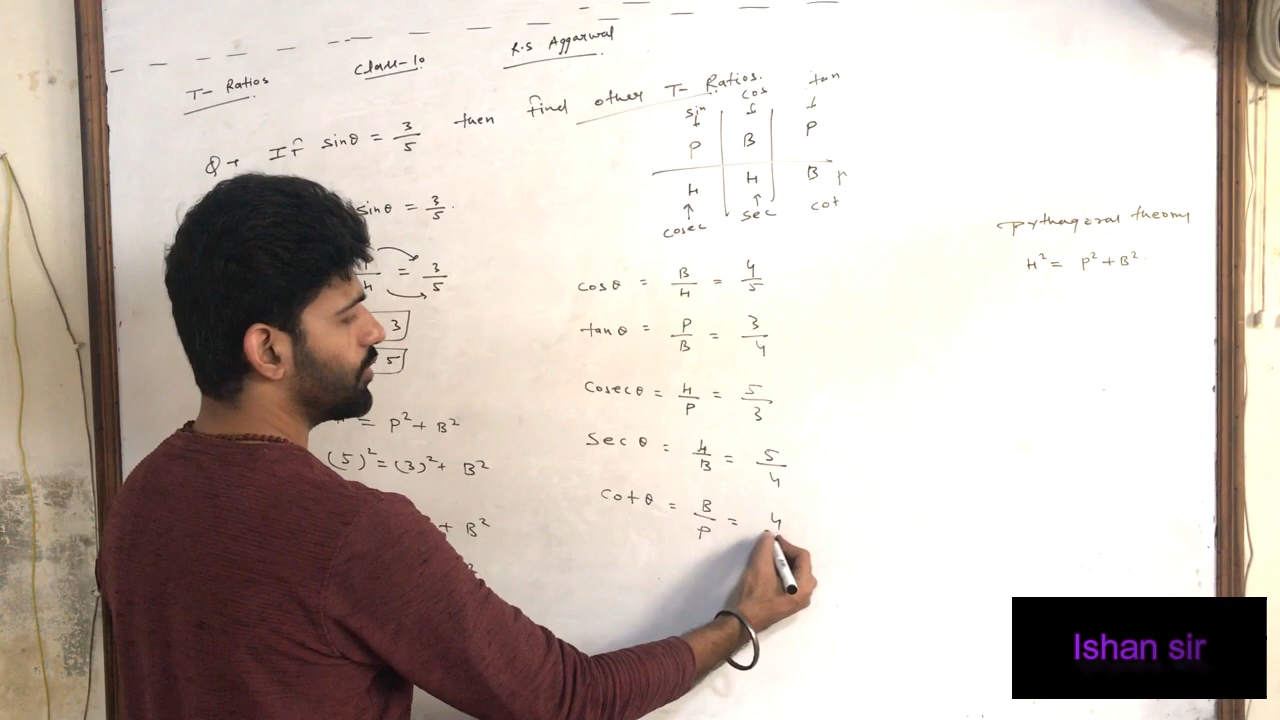 T- Ratios Class-10 R.S Aggarwal
Q→ If sinθ = 3/5 then find other T- Ratios.
sin cos tan
↓ ↓ ↓
P B P
H H B P
↑ ↑
cosec sec cot
sinθ = 3/5.
H = 3/5
3
5
= P² + B²
(5)² = (3)² + B²
+ B²
cosθ = B/H = 4/5
tanθ = P/B = 3/4
Cosecθ = H/P = 5/3
Secθ = H/B = 5/4
Cotθ = B/P = 4
Pythagoral theorny
H² = P² + B².
Ishan sir